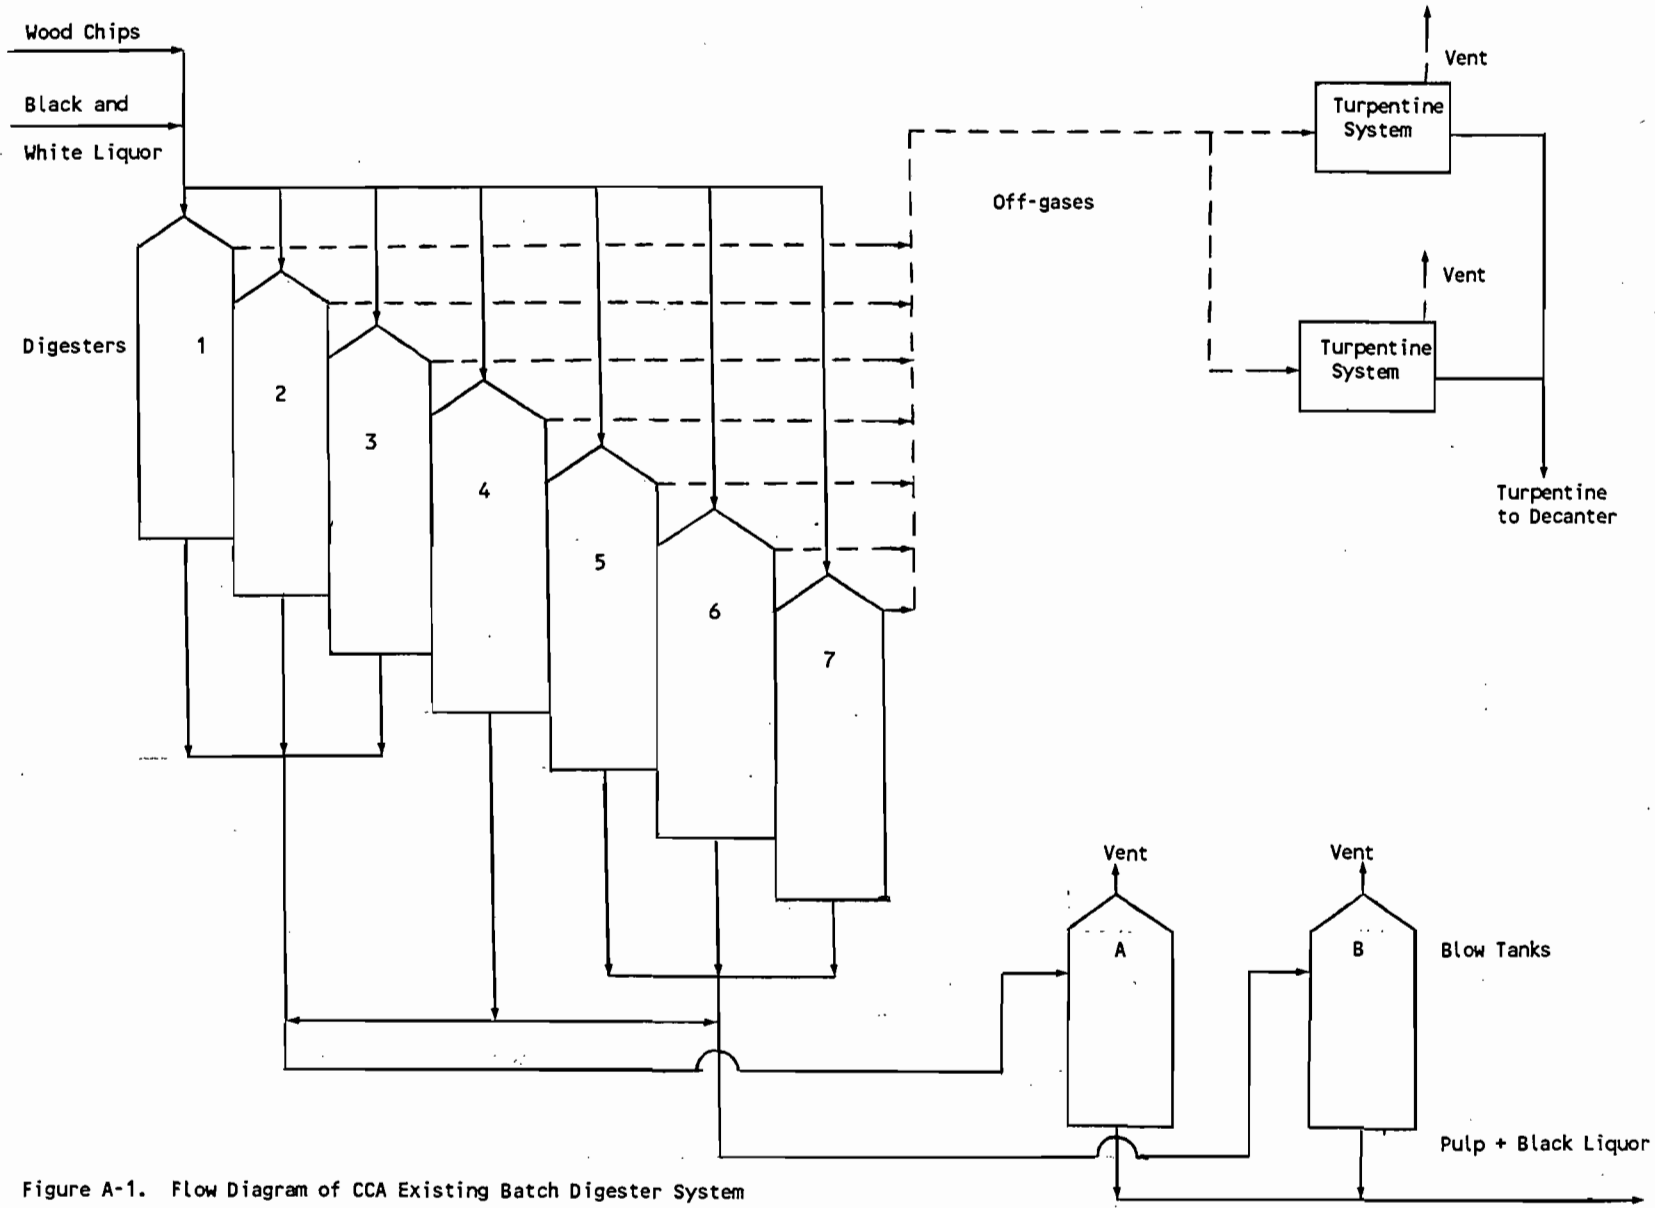 Wood Chips
Black and
White Liquor
Vent
Turpentine
System
Off-gases
Vent
Turpentine
System
Turpentine
to Decanter
Digesters
1
2
3
4
5
6
7
Vent
Vent
A
B
Blow Tanks
Pulp + Black Liquor
Figure A-1. Flow Diagram of CCA Existing Batch Digester System